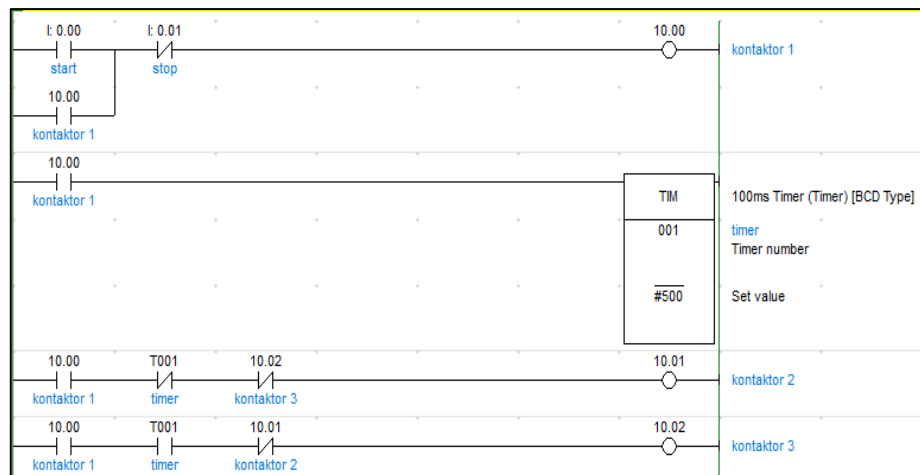 I: 0.00 I: 0.01 10.00
kontaktor 1
start stop
10.00
kontaktor 1
10.00
kontaktor 1
TIM 100ms Timer (Timer) [BCD Type]
001 timer
Timer number
#500 Set value
10.00 T001 10.02 10.01
kontaktor 2
kontaktor 1 timer kontaktor 3
10.00 T001 10.01 10.02
kontaktor 3
kontaktor 1 timer kontaktor 2